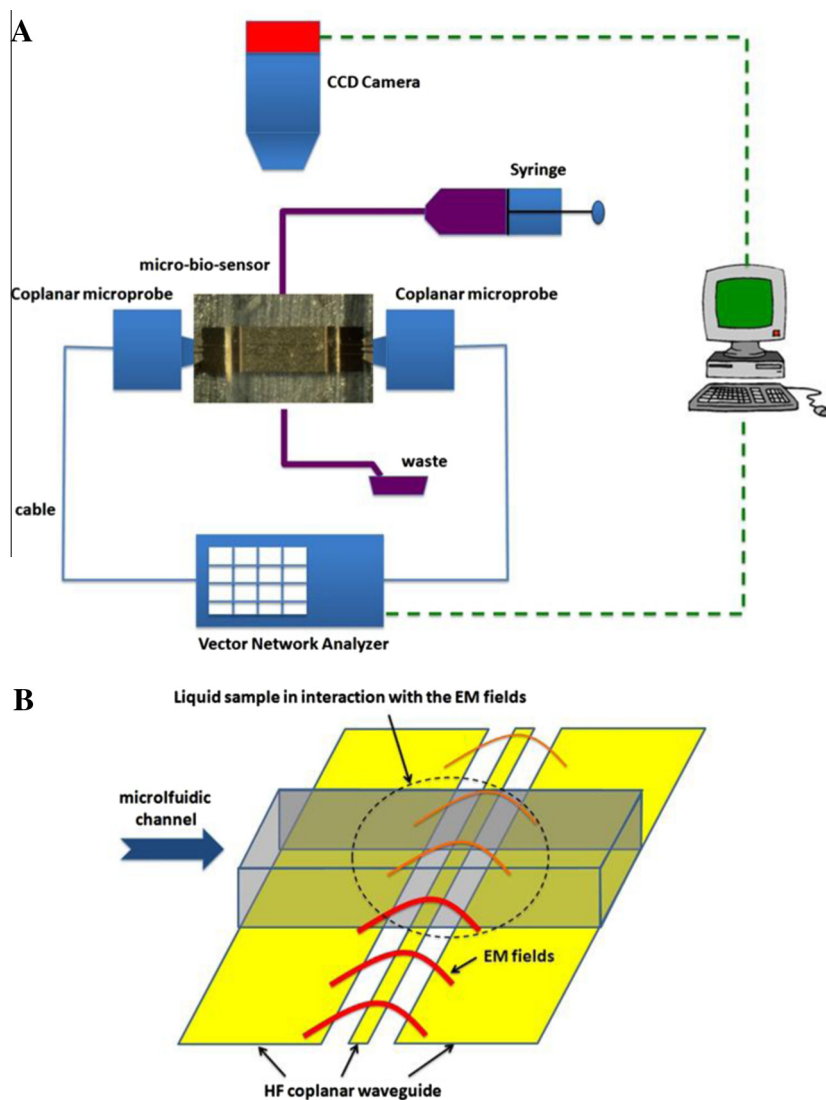 A
CCD Camera
Syringe
micro-bio-sensor
Coplanar microprobe
Coplanar microprobe
waste
cable
Vector Network Analyzer
B
Liquid sample in interaction with the EM fields
microlfuidic
channel
EM fields
HF coplanar waveguide